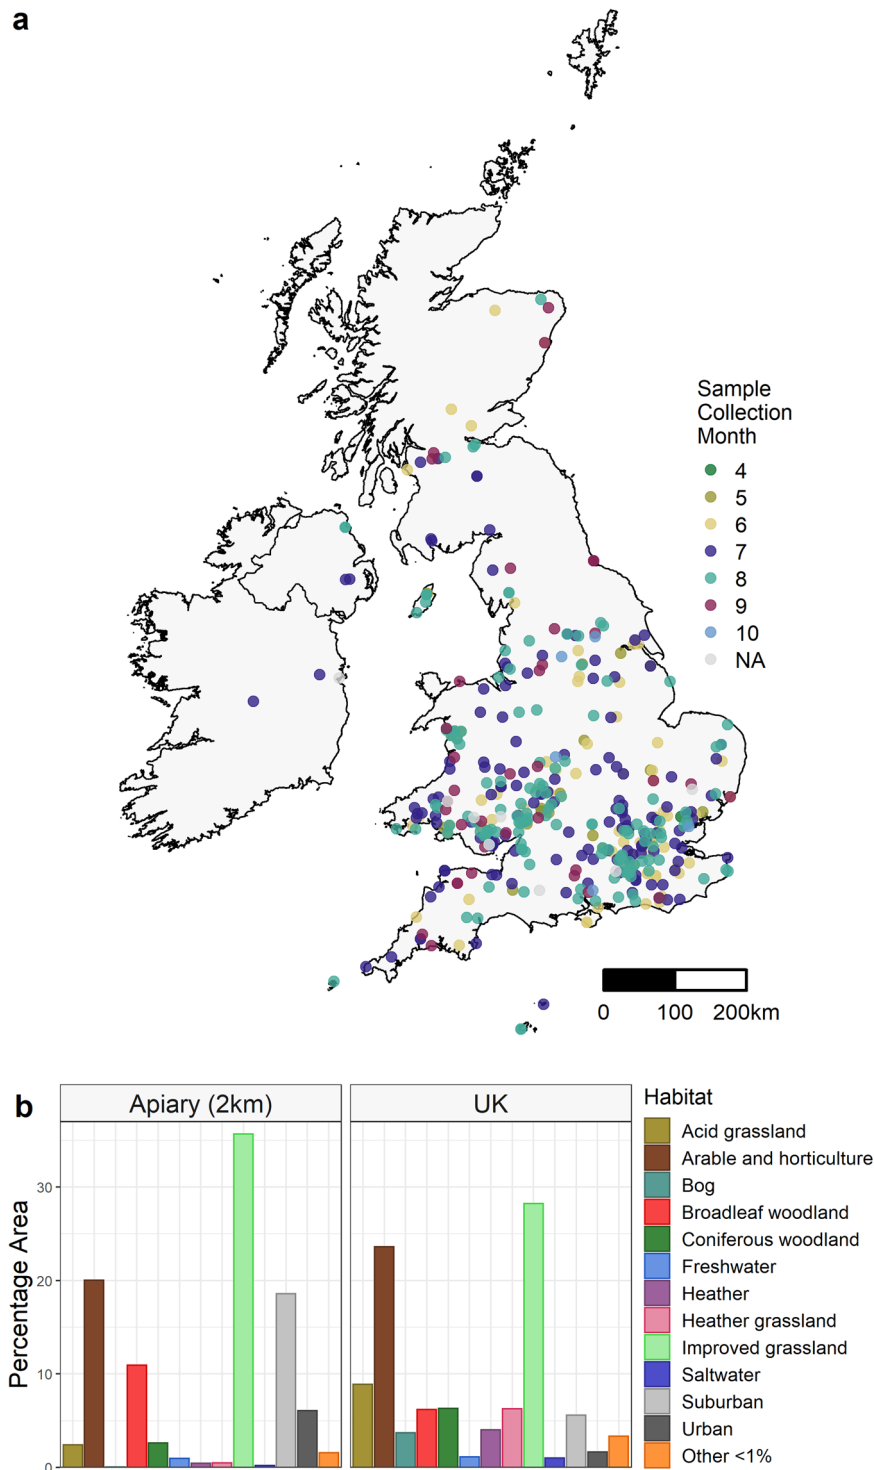 a
Sample
Collection
Month
4
5
6
7
8
9
10
NA
0 100 200km
b
Apiary (2km) UK
Percentage Area
30
20
10
0
Habitat
Acid grassland
Arable and horticulture
Bog
Broadleaf woodland
Coniferous woodland
Freshwater
Heather
Heather grassland
Improved grassland
Saltwater
Suburban
Urban
Other <1%